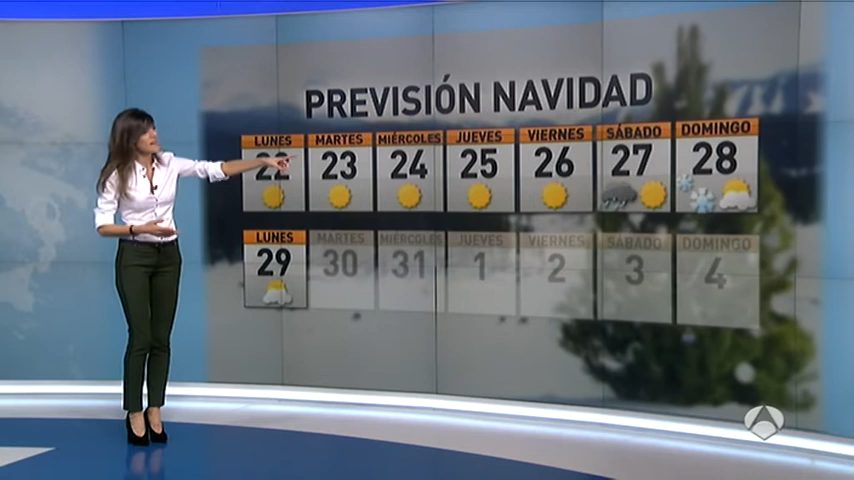 PREVISIÓN NAVIDAD
LUNES MARTES MIÉRCOLES JUEVES VIERNES SÁBADO DOMINGO
22 23 24 25 26 27 28
LUNES MARTES MIÉRCOLES JUEVES VIERNES SÁBADO DOMINGO
29 30 31 1 2 3 4